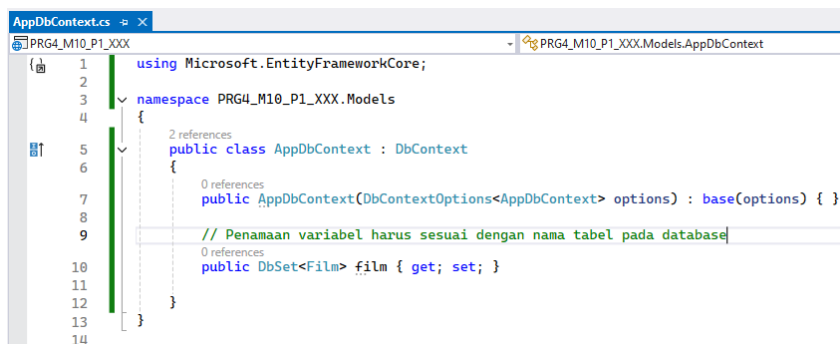 AppDbContext.cs
PRG4_M10_P1_XXX PRG4_M10_P1_XXX.Models.AppDbContext
1 using Microsoft.EntityFrameworkCore;
2
3 namespace PRG4_M10_P1_XXX.Models
4 {
2 references
5 public class AppDbContext : DbContext
6 {
0 references
7 public AppDbContext(DbContextOptions<AppDbContext> options) : base(options) { }
8
9 // Penamaan variabel harus sesuai dengan nama tabel pada database
0 references
10 public DbSet<Film> film { get; set; }
11
12 }
13 }
14